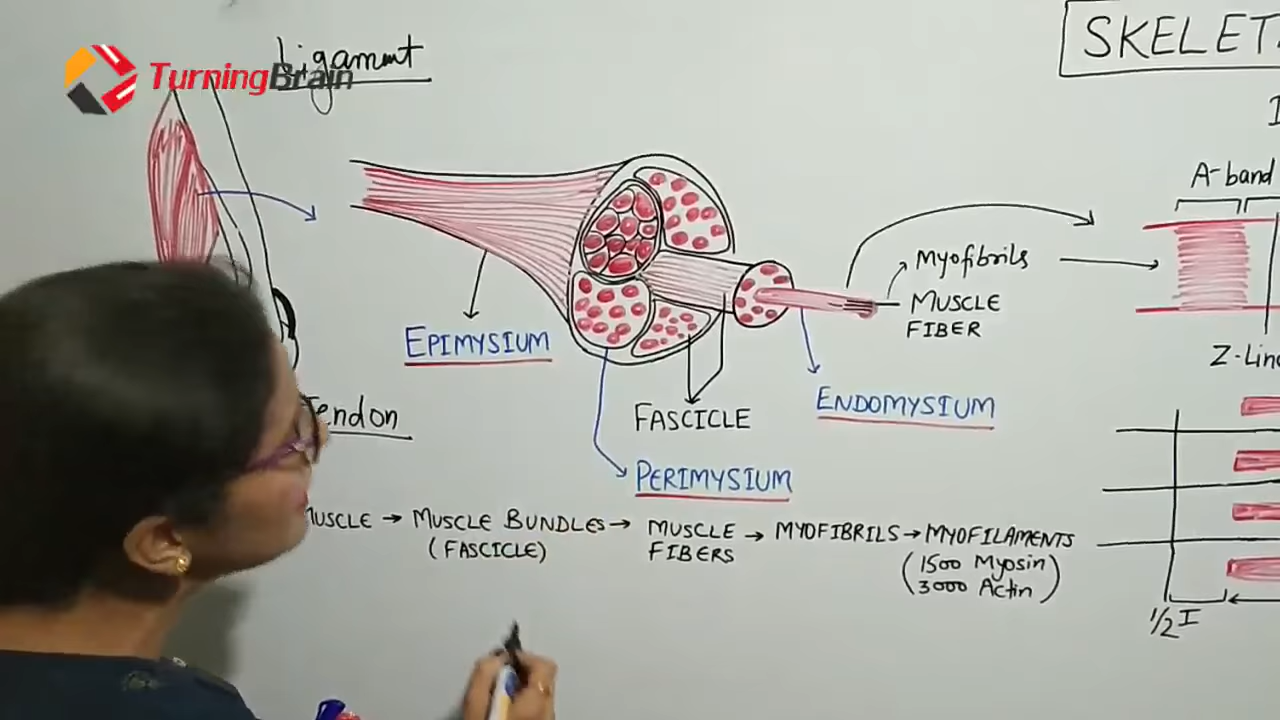 Ligament
TurningBrain
SKELET
A-band
Myofibrils
MUSCLE
FIBER
EPIMYSIUM
Z-Line
ENDOMYSIUM
FASCICLE
Tendon
PERIMYSIUM
MUSCLE → MUSCLE BUNDLES → MUSCLE FIBERS → MYOFIBRILS → MYOFILAMENTS
(FASCICLE)
(1500 Myosin
3000 Actin)
1/2 I